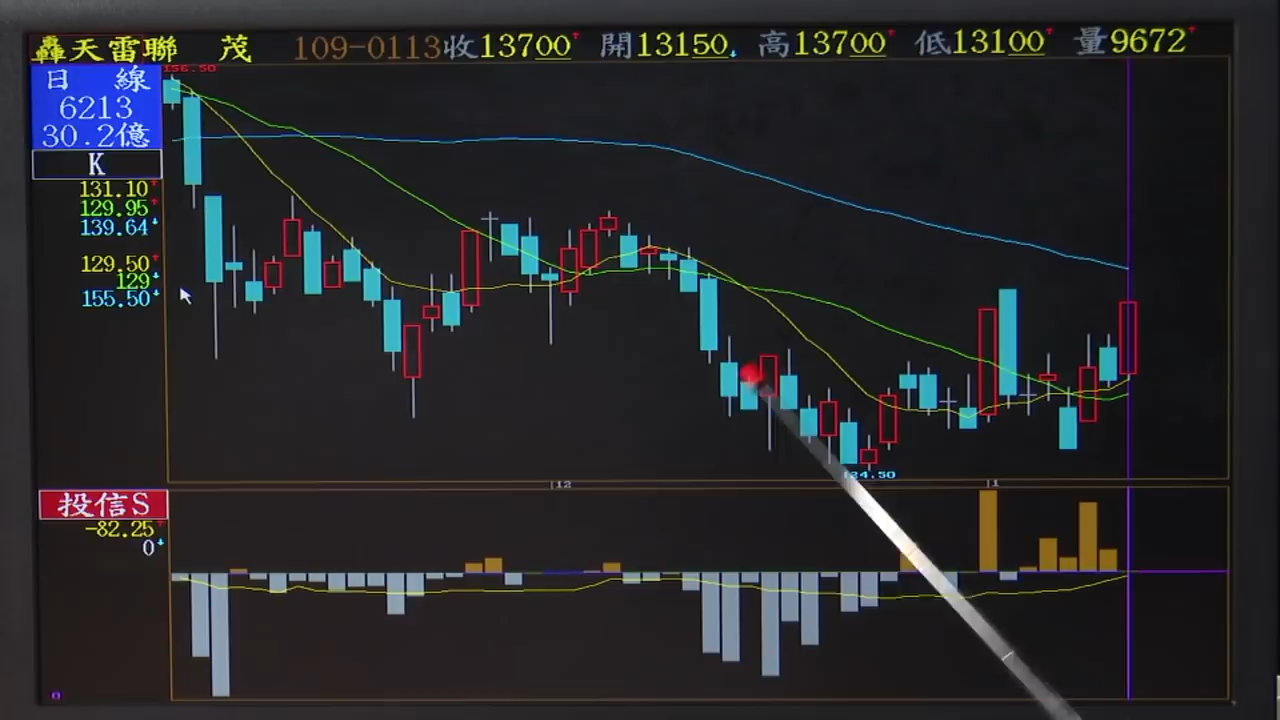 轟天雷聯 茂 109-0113收13700↑ 開13150↓ 高13700↑ 低13100↑ 量9672↑
日 線
6213
30.2億
K
131.10↑
129.95↑
139.64↓
129.50↑
129↓
155.50↓
156.50
124.50
12
1
投信S
-82.25↑
0↓
0